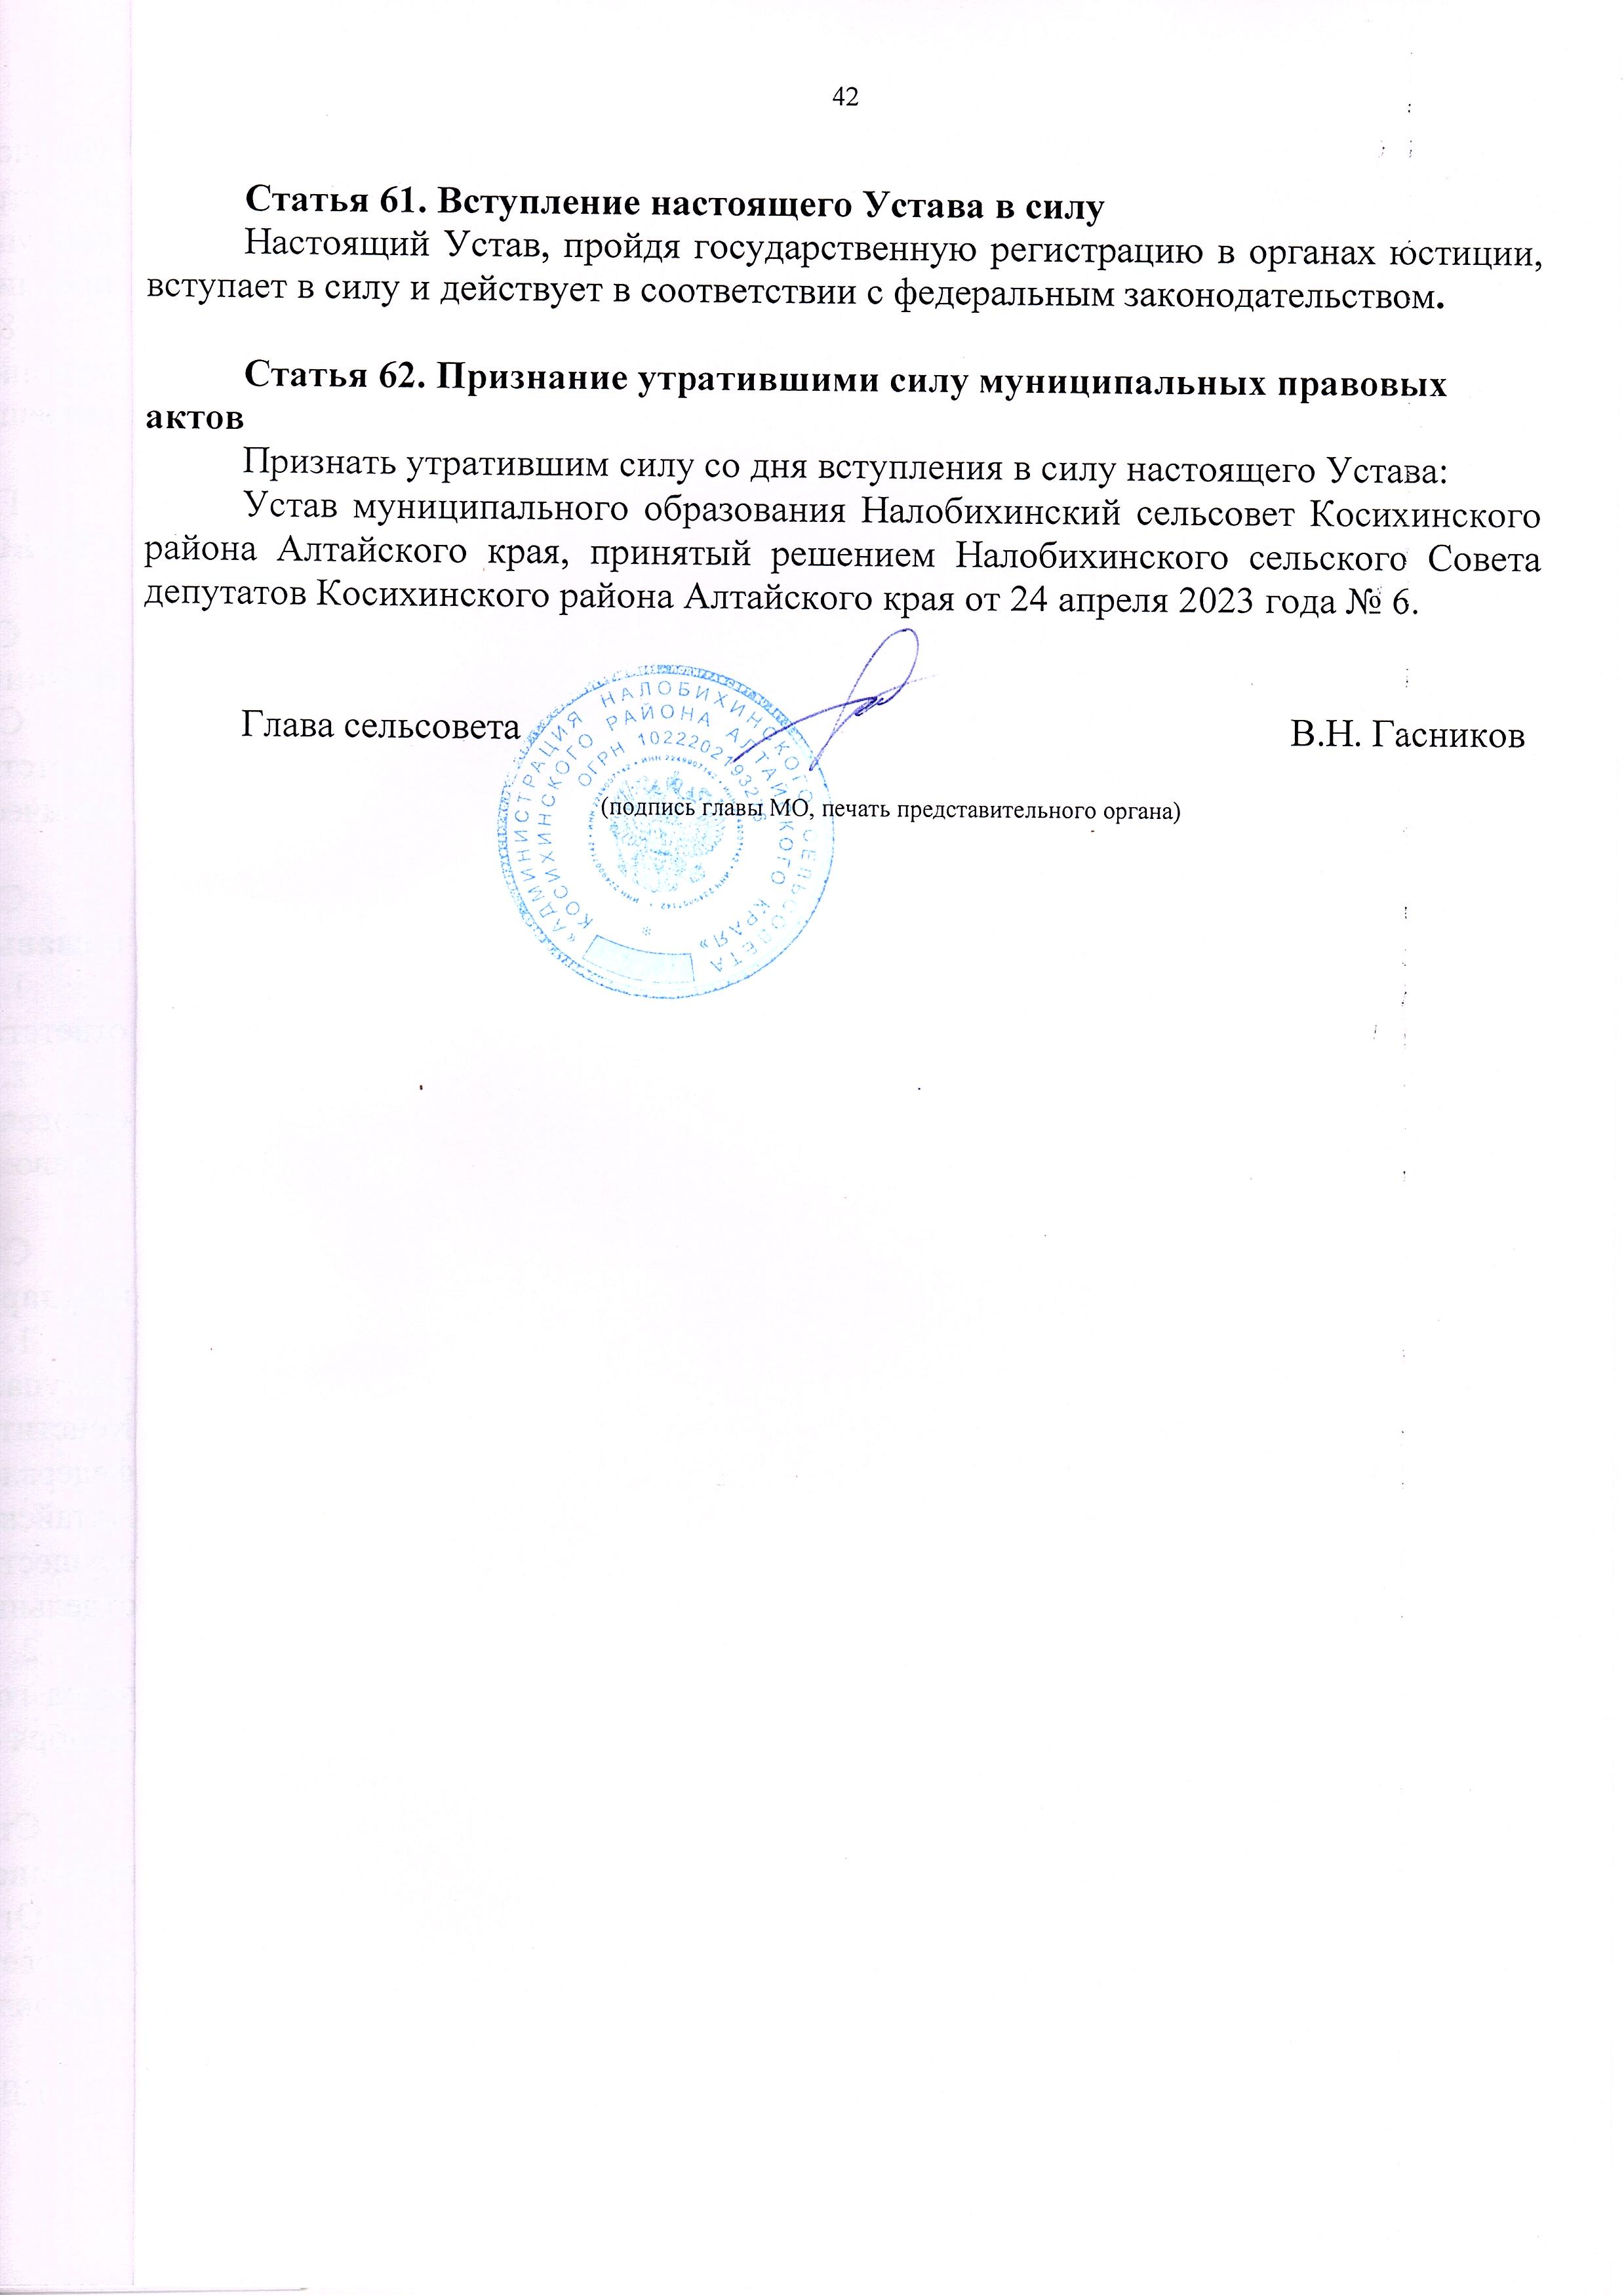 42
Статья 61. Вступление настоящего Устава в силу
Настоящий Устав, пройдя государственную регистрацию в органах юстиции,
вступает в силу и действует в соответствии с федеральным законодательством.
Статья 62. Признание утратившими силу муниципальных правовых
актов
Признать утратившим силу со дня вступления в силу настоящего Устава:
Устав муниципального образования Налобихинский сельсовет Косихинского
района Алтайского края, принятый решением Налобихинского сельского Совета
депутатов Косихинского района Алтайского края от 24 апреля 2023 года № 6.
Глава сельсовета
В.Н. Гасников
(подпись главы МО, печать представительного органа)
«АДМИНИСТРАЦИЯ НАЛОБИХИНСКОГО СЕЛЬСОВЕТА
КОСИХИНСКОГО РАЙОНА АЛТАЙСКОГО КРАЯ»
ОГРН
ИНН 2249007142